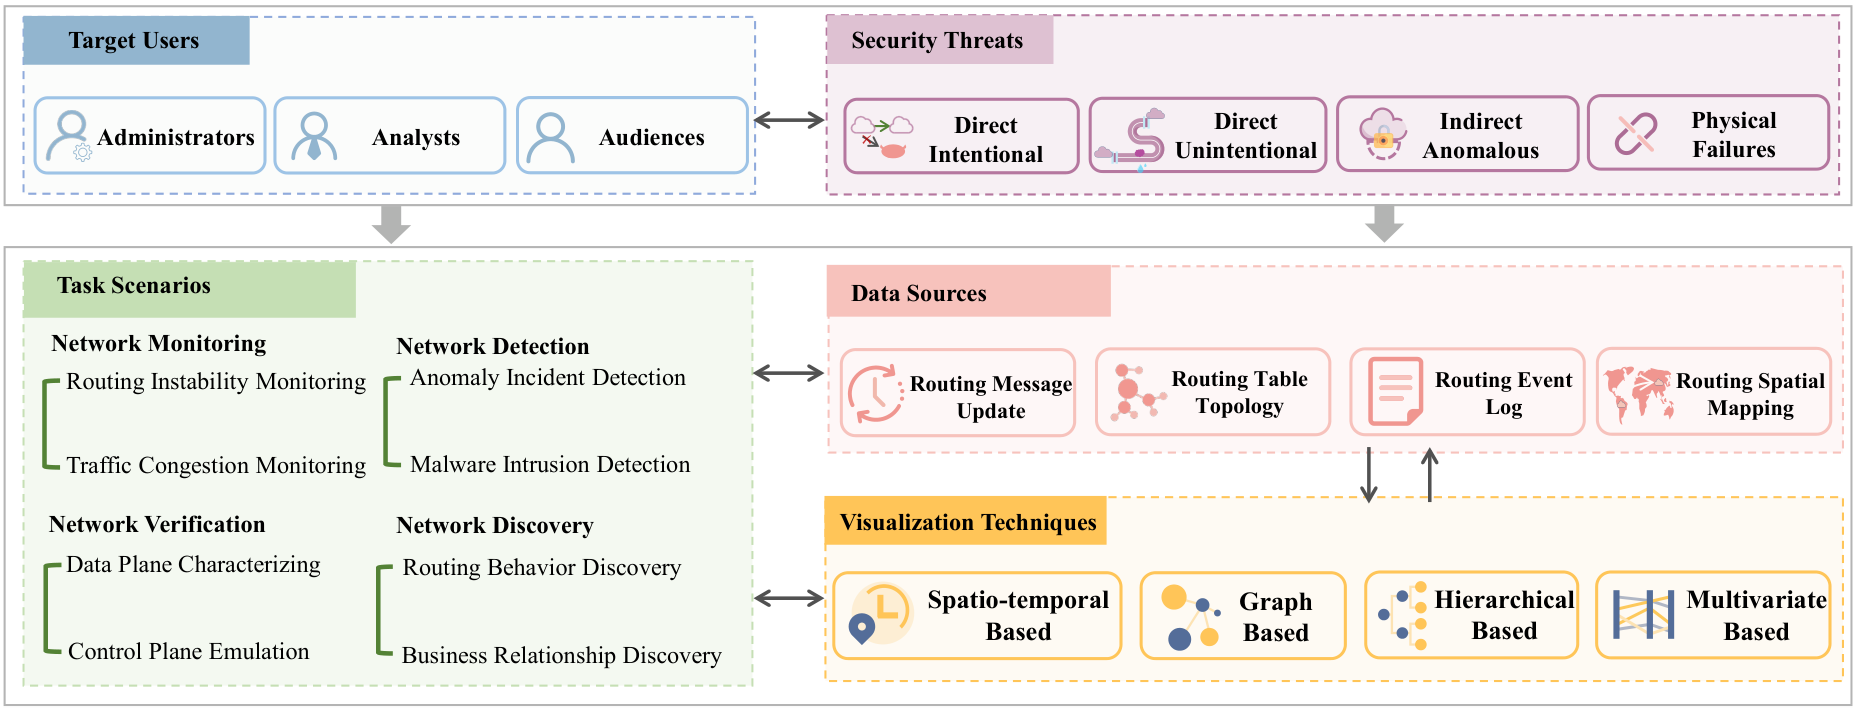 Target Users
Administrators
Analysts
Audiences
Security Threats
Direct
Intentional
Direct
Unintentional
Indirect
Anomalous
Physical
Failures
Task Scenarios
Network Monitoring
Routing Instability Monitoring
Traffic Congestion Monitoring
Network Detection
Anomaly Incident Detection
Malware Intrusion Detection
Network Verification
Data Plane Characterizing
Control Plane Emulation
Network Discovery
Routing Behavior Discovery
Business Relationship Discovery
Data Sources
Routing Message
Update
Routing Table
Topology
Routing Event
Log
Routing Spatial
Mapping
Visualization Techniques
Spatio-temporal
Based
Graph
Based
Hierarchical
Based
Multivariate
Based